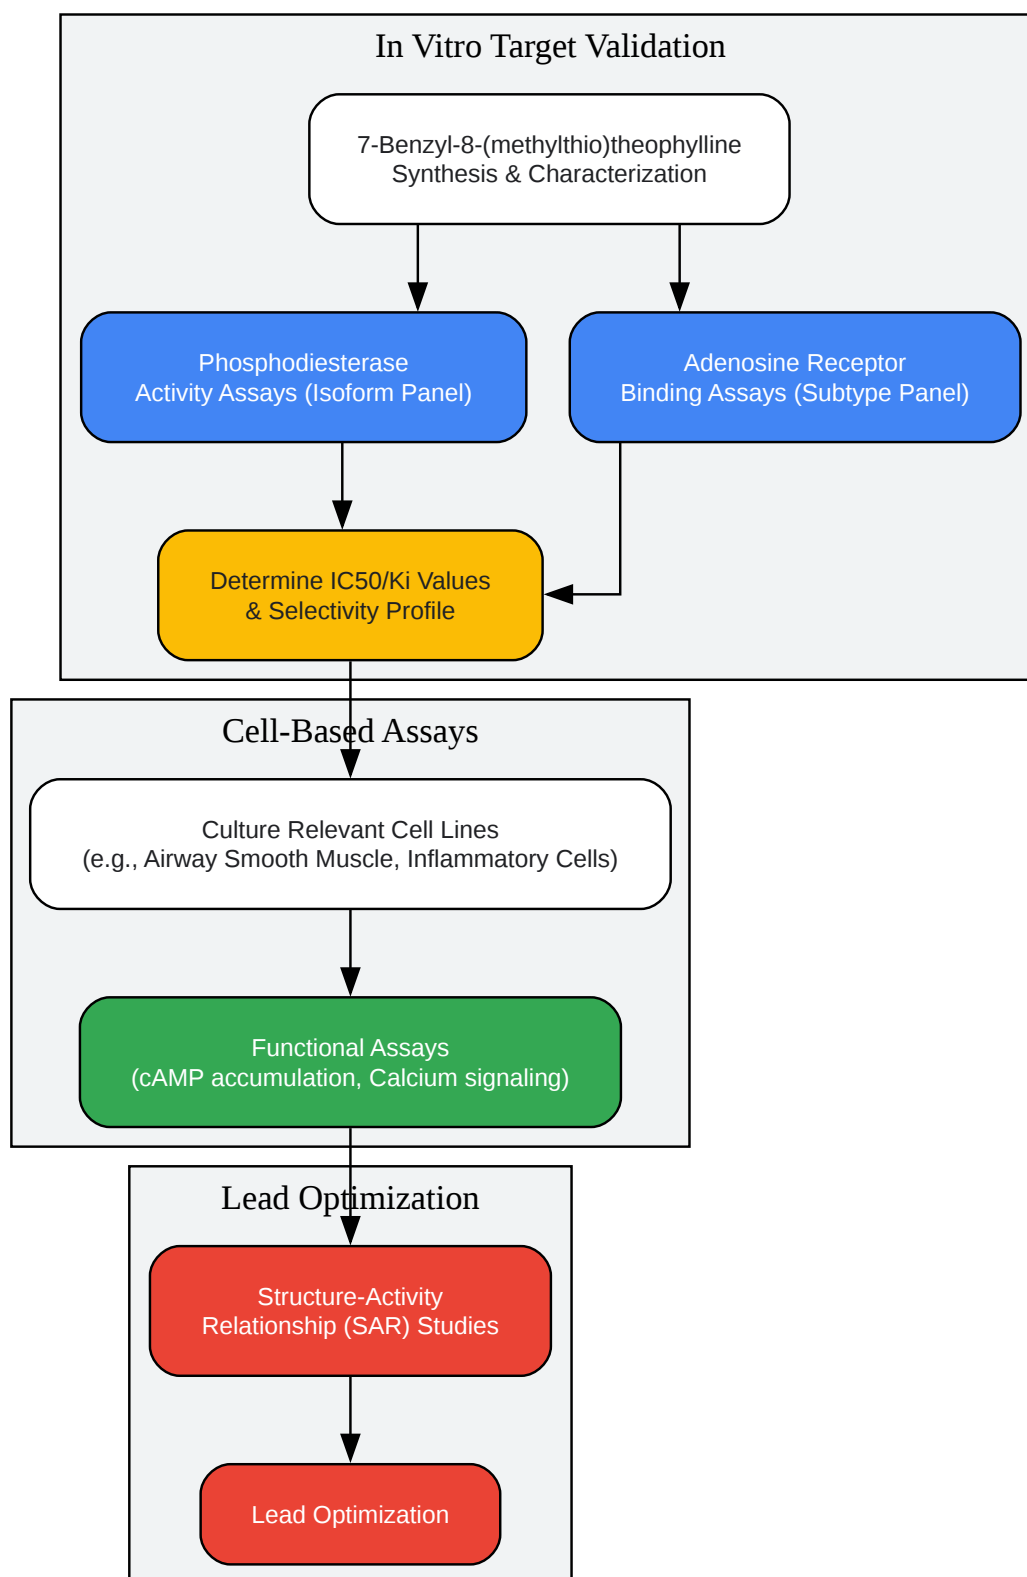 In Vitro Target Validation
7-Benzyl-8-(methylthio)theophylline
Synthesis & Characterization
Phosphodiesterase
Activity Assays (Isoform Panel)
Adenosine Receptor
Binding Assays (Subtype Panel)
Determine IC50/Ki Values
& Selectivity Profile
Cell-Based Assays
Culture Relevant Cell Lines
(e.g., Airway Smooth Muscle, Inflammatory Cells)
Functional Assays
(cAMP accumulation, Calcium signaling)
Lead Optimization
Structure-Activity
Relationship (SAR) Studies
Lead Optimization